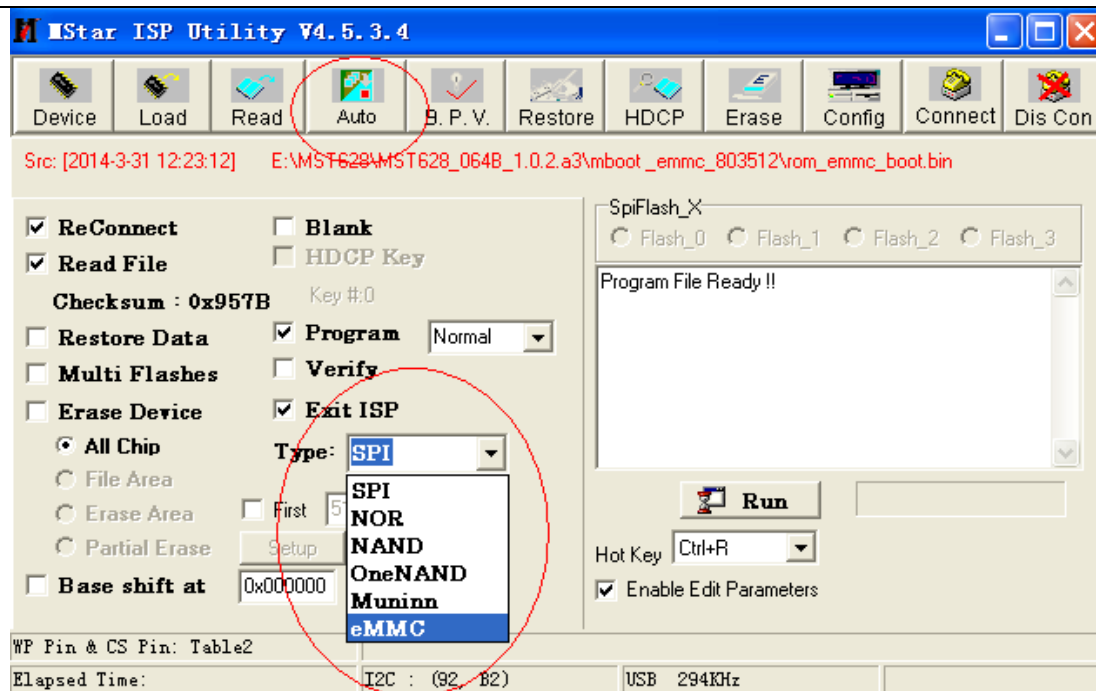 MStar ISP Utility V4.5.3.4
Device Load Read Auto B. P. V. Restore HDCP Erase Config Connect Dis Con
Src: [2014-3-31 12:23:12] E:\MST628\MST628_064B_1.0.2.a3\mboot _emmc_803512\rom_emmc_boot.bin
ReConnect
Blank
Read File
HDCP Key
Checksum : 0x957B
Key #:0
Restore Data
Program Normal
Multi Flashes
Verify
Erase Device
Exit ISP
All Chip
Type: SPI
File Area
First
Erase Area
Partial Erase
Setup
Base shift at 0x000000
SPI
NOR
NAND
OneNAND
Muninn
eMMC
SpiFlash_X
Flash_0 Flash_1 Flash_2 Flash_3
Program File Ready !!
Run
Hot Key Ctrl+R
Enable Edit Parameters
WP Pin & CS Pin: Table2
Elapsed Time: I2C : (92, B2) USB 294KHz